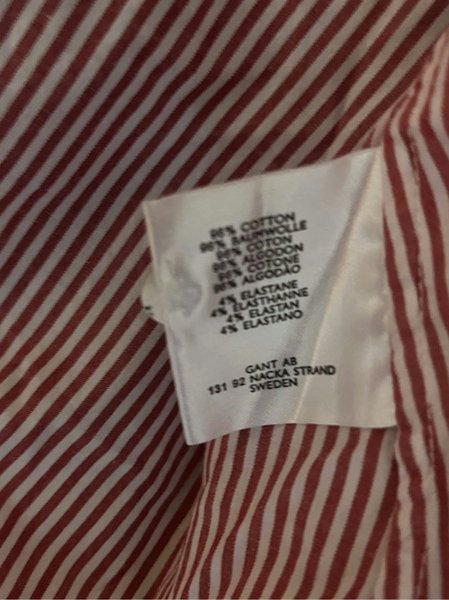 96% COTTON
96% BAUMWOLLE
96% COTON
96% ALGODON
96% COTONE
96% ALGODÃO
4% ELASTANE
4% ELASTHANNE
4% ELASTAN
4% ELASTANO
GANT AB
131 92 NACKA STRAND
SWEDEN